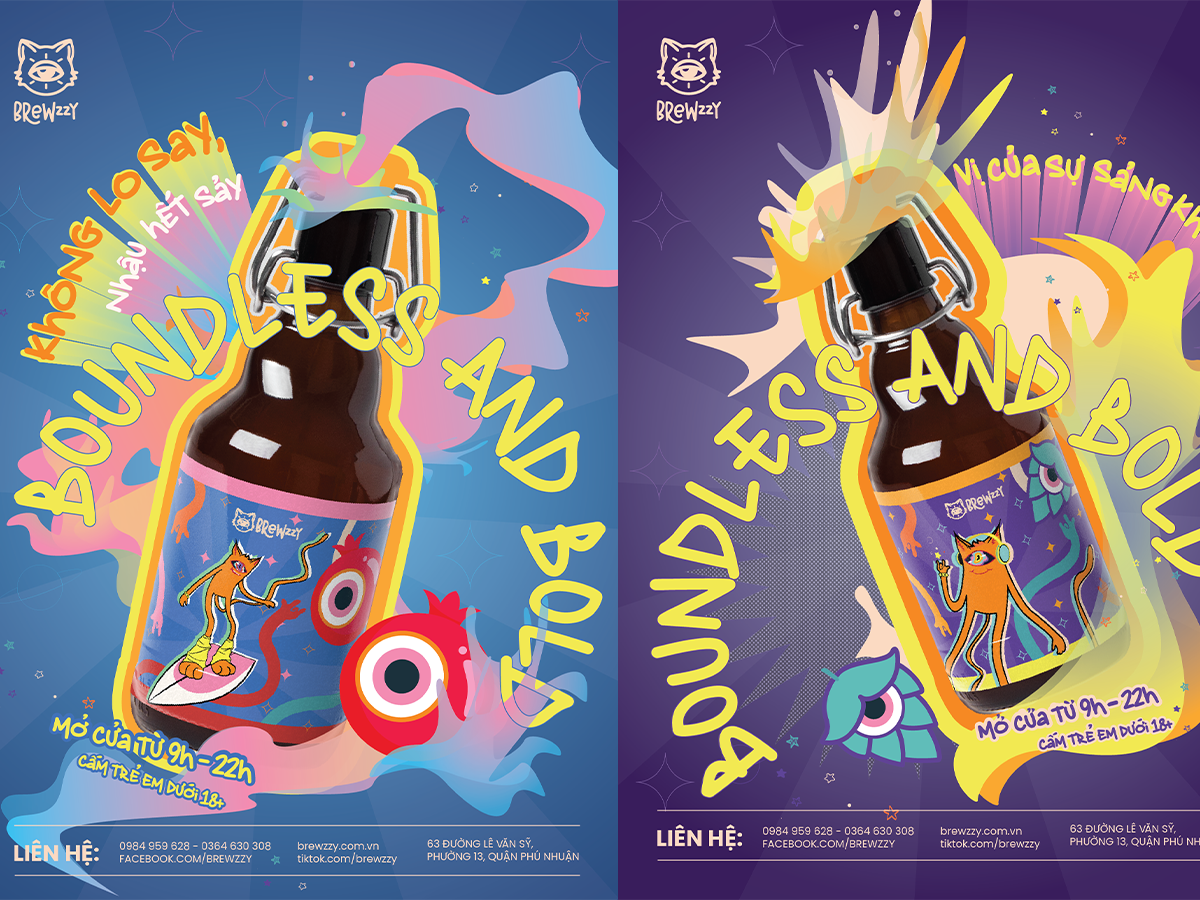 BREWZZY
KHÔNG LO SAY,
NHẬU HẾT SẢY
BOUNDLESS AND BOLD
BREWZZY
MỞ CỬA TỪ 9h - 22h
CẤM TRẺ EM DƯỚI 18+
LIÊN HỆ:
0984 959 628 - 0364 630 308
FACEBOOK.COM/BREWZZY
brewzzy.com.vn
tiktok.com/brewzzy
63 ĐƯỜNG LÊ VĂN SỸ,
PHƯỜNG 13, QUẬN PHÚ NHUẬN
BREWZZY
VỊ CỦA SỰ SẢNG
BOUNDLESS AND BOLD
BREWZZY
MỞ CỬA TỪ 9h - 22h
CẤM TRẺ EM DƯỚI 18+
LIÊN HỆ:
0984 959 628 - 0364 630 308
FACEBOOK.COM/BREWZZY
brewzzy.com.vn
tiktok.com/brewzzy
63 ĐƯỜNG LÊ VĂN SỸ,
PHƯỜNG 13, QUẬN PHÚ NH